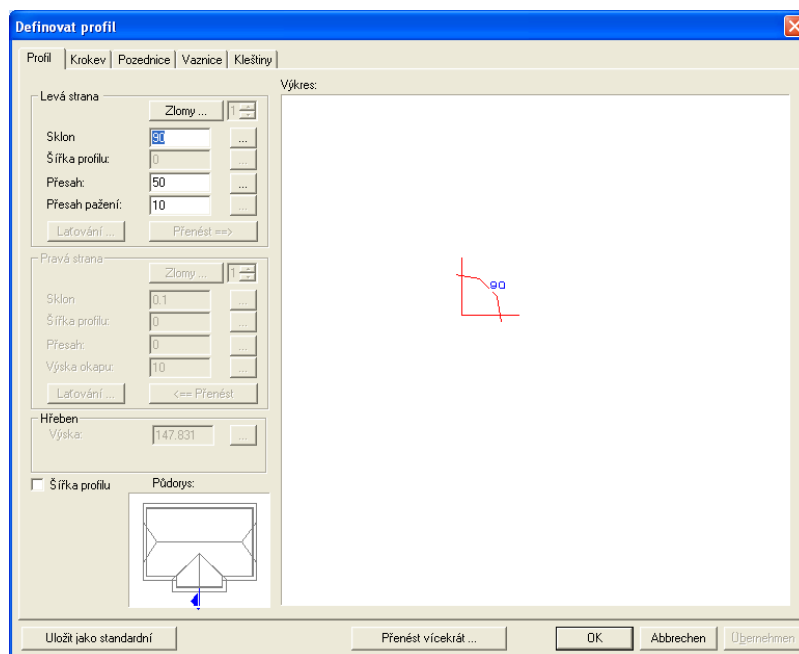 Definovat profil
Profil Krokev Pozednice Vaznice Kleštiny
Levá strana
Zlomy ... 1
Sklon 90 ...
Šířka profilu: 0 ...
Přesah: 50 ...
Přesah pažení: 10 ...
Laťování ... Přenést ==>
Pravá strana
Zlomy ... 1
Sklon 0.1 ...
Šířka profilu: 0 ...
Přesah: 0 ...
Výska okapu: 10 ...
Laťování ... <== Přenést
Hřeben
Výska: 147.831 ...
Šířka profilu
Půdorys:
Výkres:
90
Uložit jako standardní Přenést vícekrát ... OK Abbrechen Übernehmen